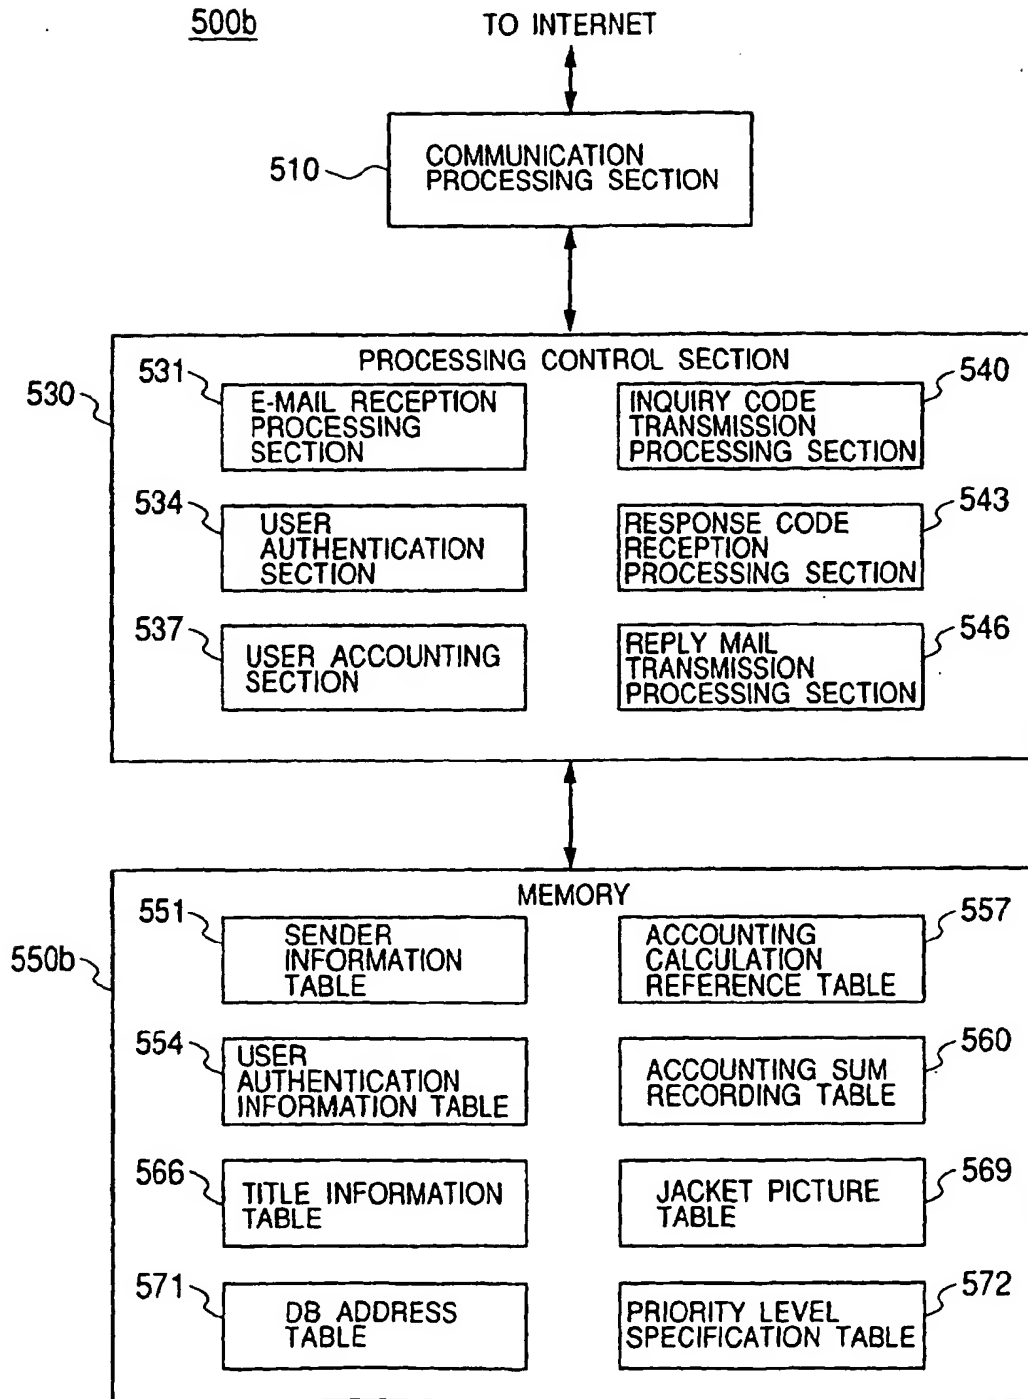 500b
TO INTERNET
510
COMMUNICATION
PROCESSING SECTION
530
PROCESSING CONTROL SECTION
531
E-MAIL RECEPTION
PROCESSING
SECTION
540
INQUIRY CODE
TRANSMISSION
PROCESSING SECTION
534
USER
AUTHENTICATION
SECTION
543
RESPONSE CODE
RECEPTION
PROCESSING SECTION
537
USER ACCOUNTING
SECTION
546
REPLY MAIL
TRANSMISSION
PROCESSING SECTION
550b
MEMORY
551
SENDER
INFORMATION
TABLE
557
ACCOUNTING
CALCULATION
REFERENCE TABLE
554
USER
AUTHENTICATION
INFORMATION TABLE
560
ACCOUNTING SUM
RECORDING TABLE
566
TITLE INFORMATION
TABLE
569
JACKET PICTURE
TABLE
571
DB ADDRESS
TABLE
572
PRIORITY LEVEL
SPECIFICATION TABLE